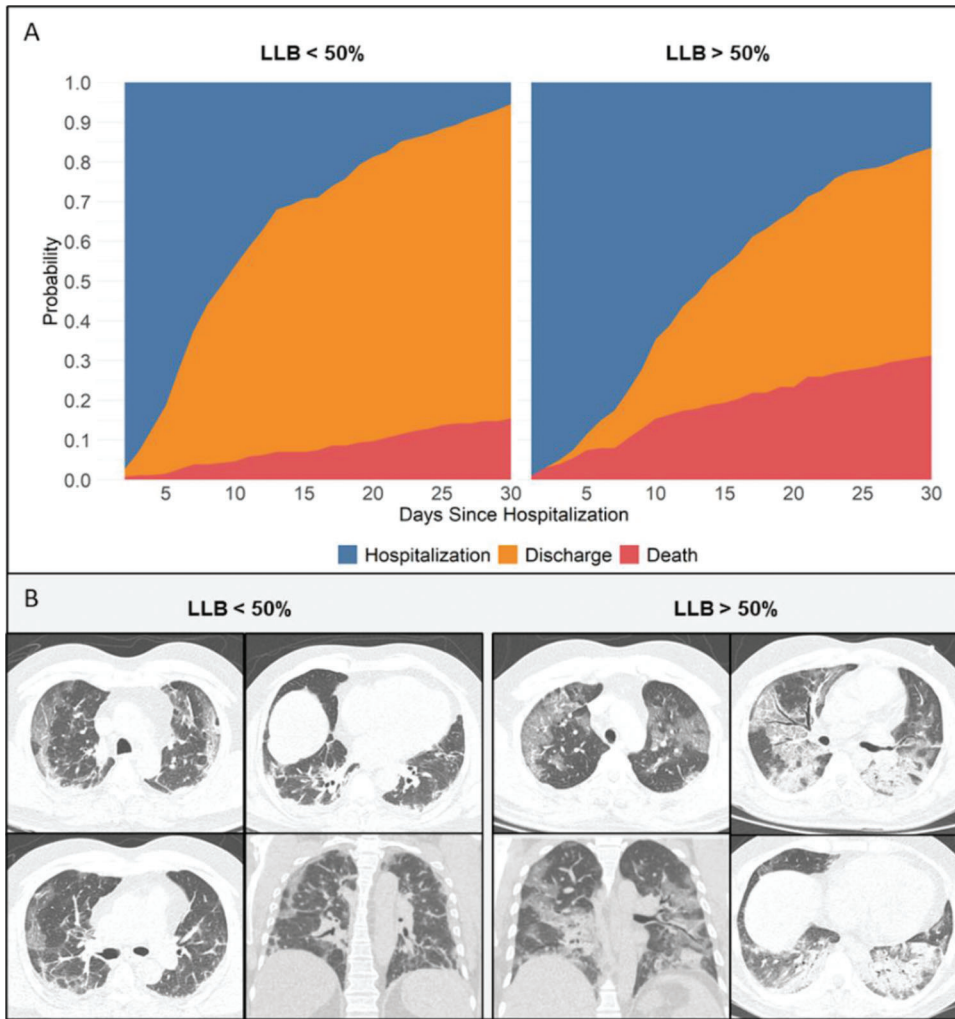 A
LLB < 50%
LLB > 50%
Probability
1.0
0.9
0.8
0.7
0.6
0.5
0.4
0.3
0.2
0.1
0.0
5 10 15 20 25 30
5 10 15 20 25 30
Days Since Hospitalization
Hospitalization Discharge Death
B
LLB < 50%
LLB > 50%